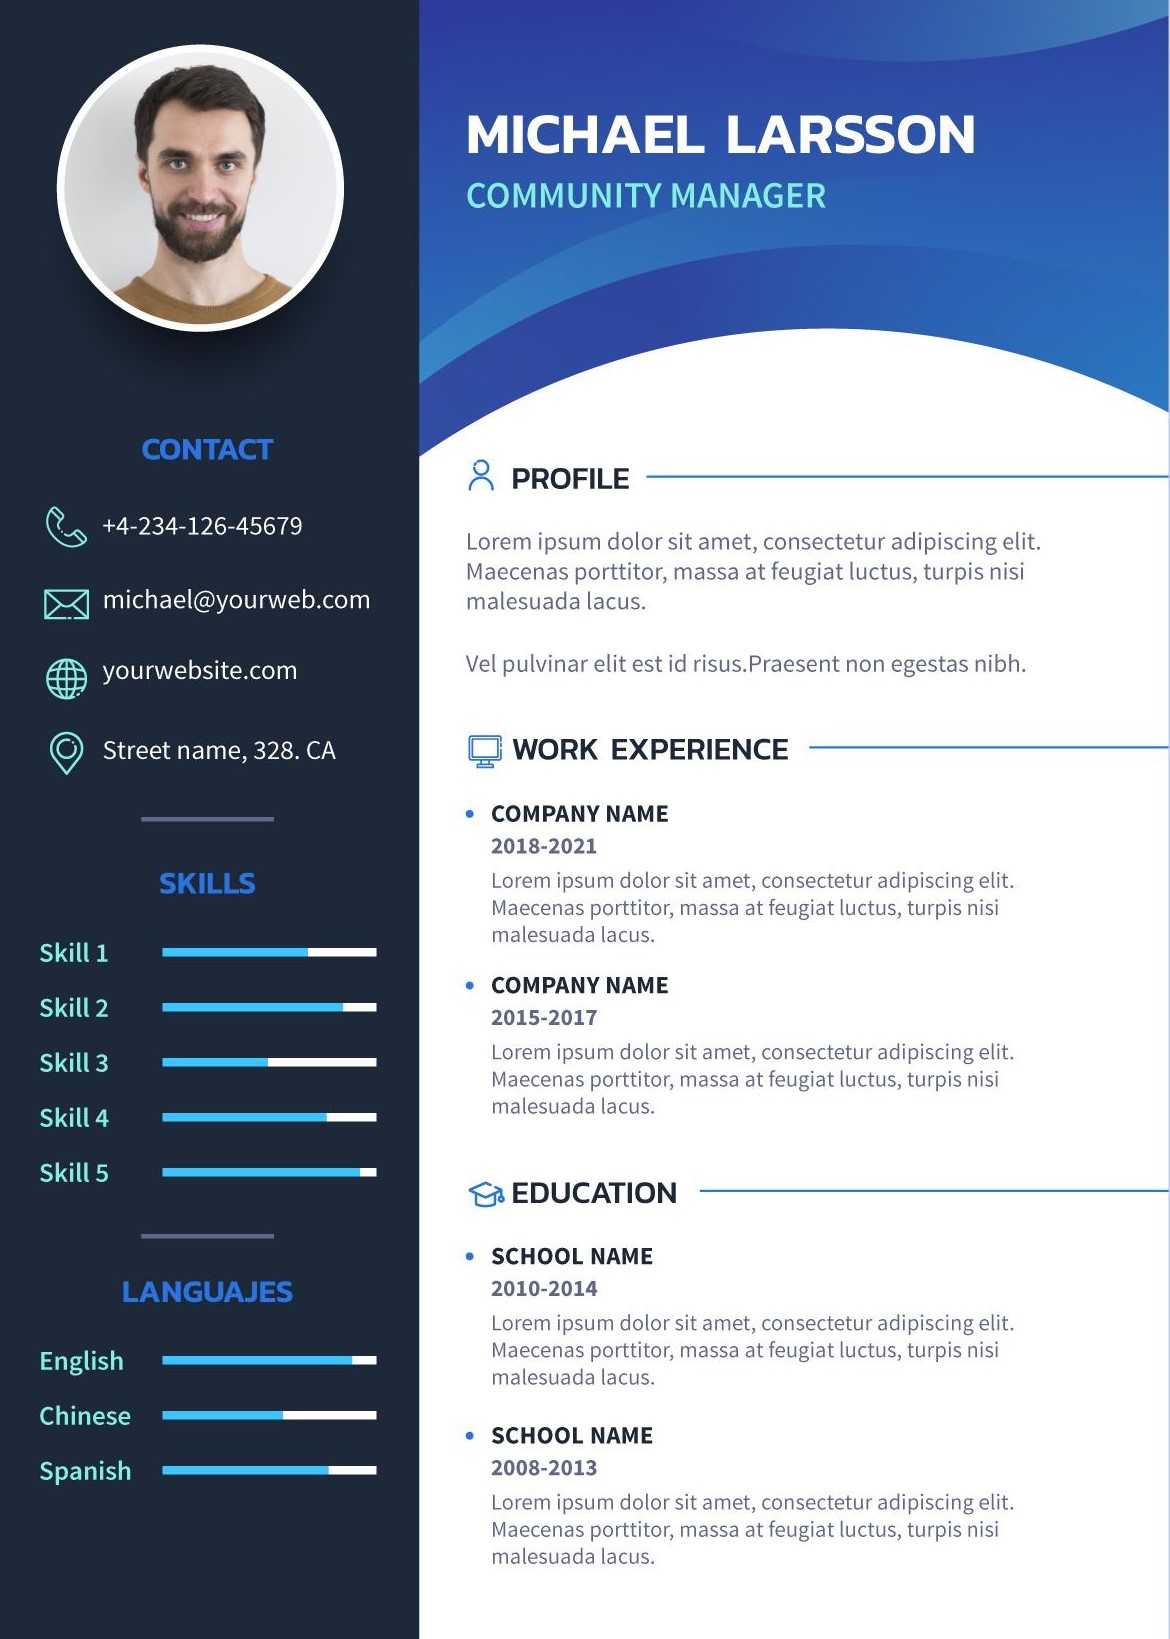 MICHAEL LARSSON
COMMUNITY MANAGER
CONTACT
+4-234-126-45679
michael@yourweb.com
yourwebsite.com
Street name, 328. CA
SKILLS
Skill 1
Skill 2
Skill 3
Skill 4
Skill 5
LANGUAJES
English
Chinese
Spanish
PROFILE
Lorem ipsum dolor sit amet, consectetur adipiscing elit.
Maecenas porttitor, massa at feugiat luctus, turpis nisi
malesuada lacus.
Vel pulvinar elit est id risus.Praesent non egestas nibh.
WORK EXPERIENCE
COMPANY NAME
2018-2021
Lorem ipsum dolor sit amet, consectetur adipiscing elit.
Maecenas porttitor, massa at feugiat luctus, turpis nisi
malesuada lacus.
COMPANY NAME
2015-2017
Lorem ipsum dolor sit amet, consectetur adipiscing elit.
Maecenas porttitor, massa at feugiat luctus, turpis nisi
malesuada lacus.
EDUCATION
SCHOOL NAME
2010-2014
Lorem ipsum dolor sit amet, consectetur adipiscing elit.
Maecenas porttitor, massa at feugiat luctus, turpis nisi
malesuada lacus.
SCHOOL NAME
2008-2013
Lorem ipsum dolor sit amet, consectetur adipiscing elit.
Maecenas porttitor, massa at feugiat luctus, turpis nisi
malesuada lacus.